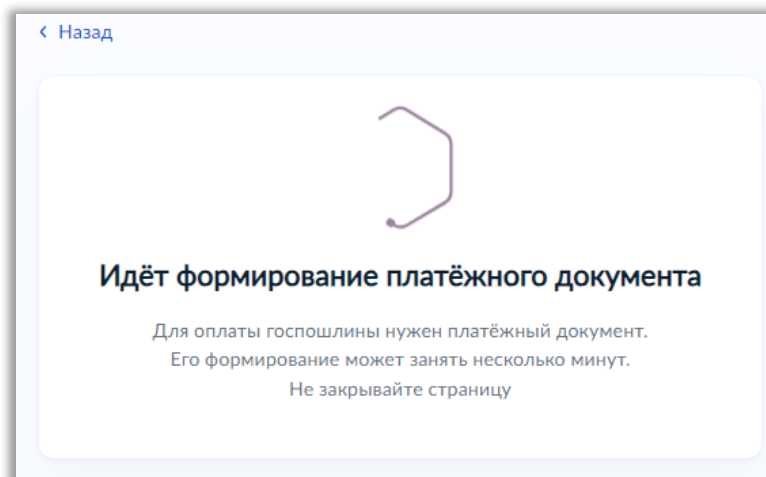 Назад
Идёт формирование платёжного документа
Для оплаты госпошлины нужен платёжный документ.
Его формирование может занять несколько минут.
Не закрывайте страницу